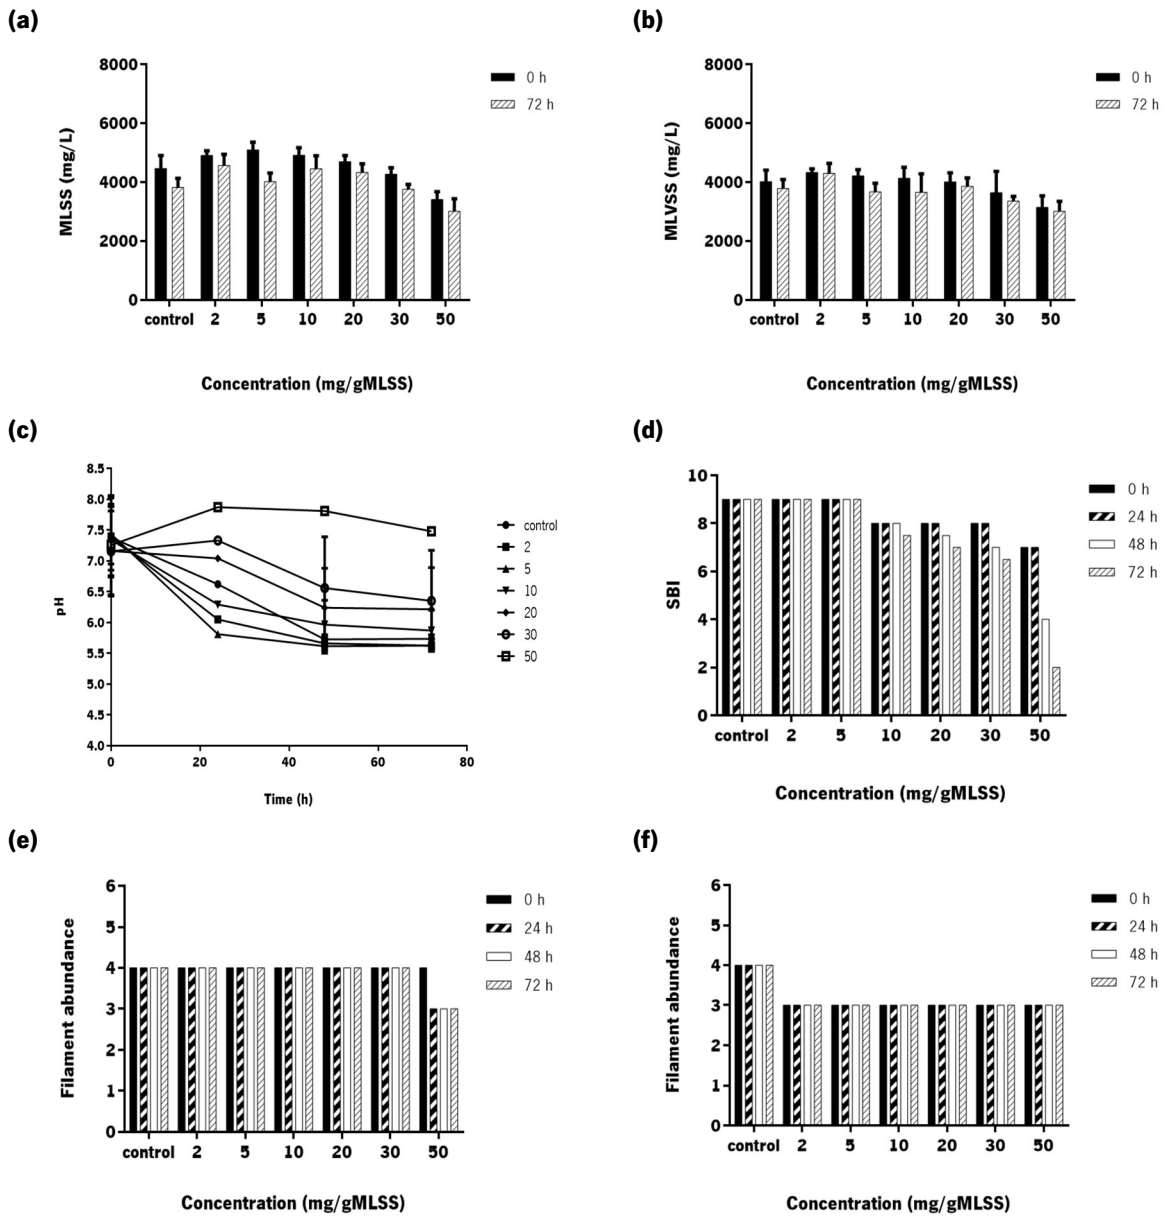 (a)
8000
6000
4000
2000
0
MLSS (mg/L)
control 2 5 10 20 30 50
Concentration (mg/gMLSS)
0 h
72 h
(b)
8000
6000
4000
2000
0
MLVSS (mg/L)
control 2 5 10 20 30 50
Concentration (mg/gMLSS)
0 h
72 h
(c)
8.5
8.0
7.5
7.0
6.5
6.0
5.5
5.0
4.5
4.0
pH
0 20 40 60 80
Time (h)
control
2
5
10
20
30
50
(d)
10
8
6
4
2
0
SBI
control 2 5 10 20 30 50
Concentration (mg/gMLSS)
0 h
24 h
48 h
72 h
(e)
6
5
4
3
2
1
0
Filament abundance
control 2 5 10 20 30 50
Concentration (mg/gMLSS)
0 h
24 h
48 h
72 h
(f)
6
5
4
3
2
1
0
Filament abundance
control 2 5 10 20 30 50
Concentration (mg/gMLSS)
0 h
24 h
48 h
72 h